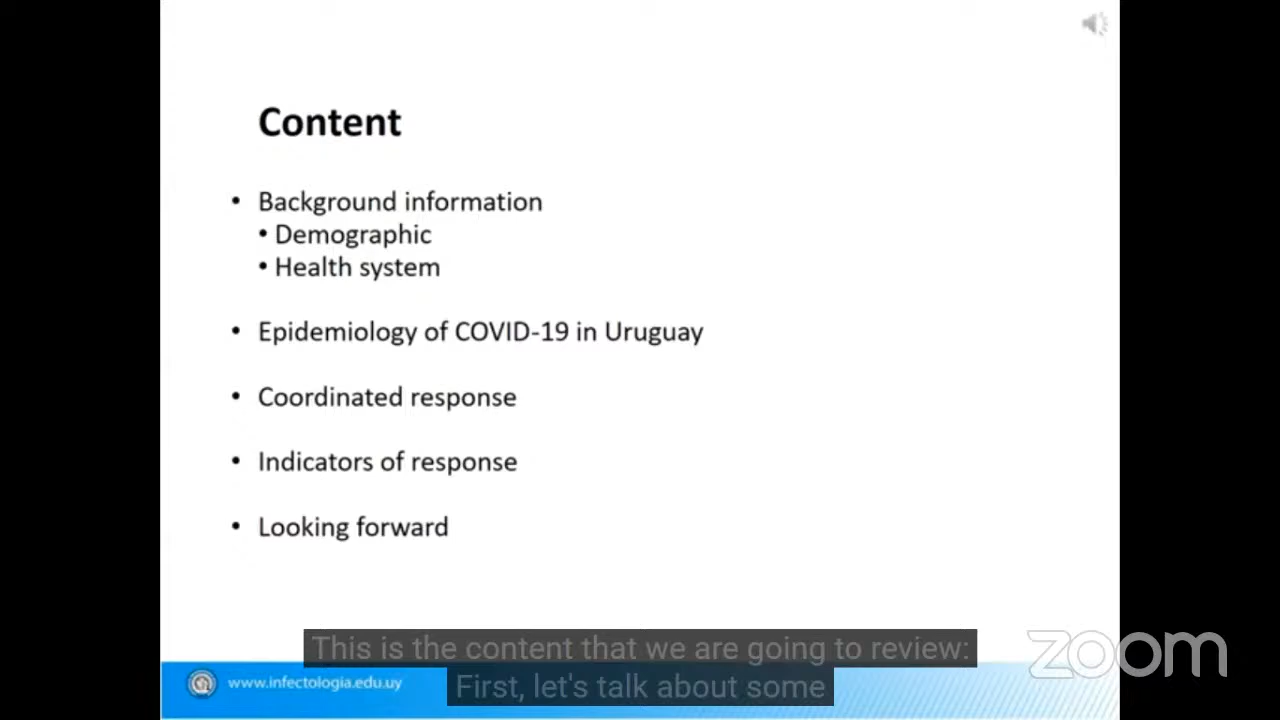 Content
• Background information
• Demographic
• Health system
• Epidemiology of COVID-19 in Uruguay
• Coordinated response
• Indicators of response
• Looking forward
This is the content that we are going to review:
First, let's talk about some
www.infectologia.edu.uy
zoom